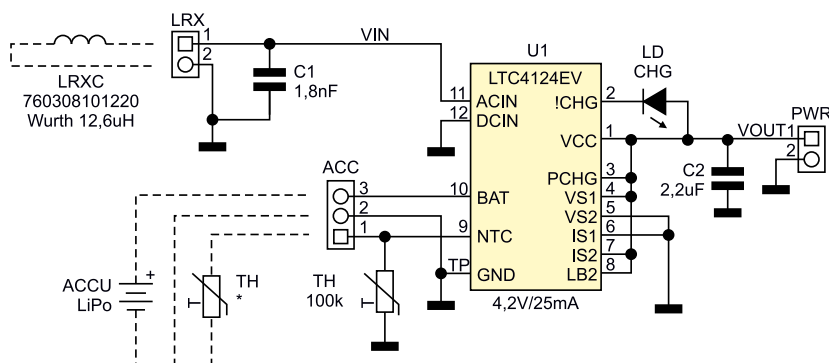 LRX
1
2
VIN
LRXC
760308101220
Wurth 12,6uH
C1
1,8nF
U1
LTC4124EV
11 ACIN
12 DCIN
10 BAT
9 NTC
TP GND
!CHG 2
VCC 1
PCHG 3
VS1 4
VS2 5
IS1 6
IS2 7
LB2 8
4,2V/25mA
LD
CHG
PWR
VOUT 1
2
C2
2,2uF
ACC
3
2
1
ACCU
LiPo
+
TH
*
TH
100k